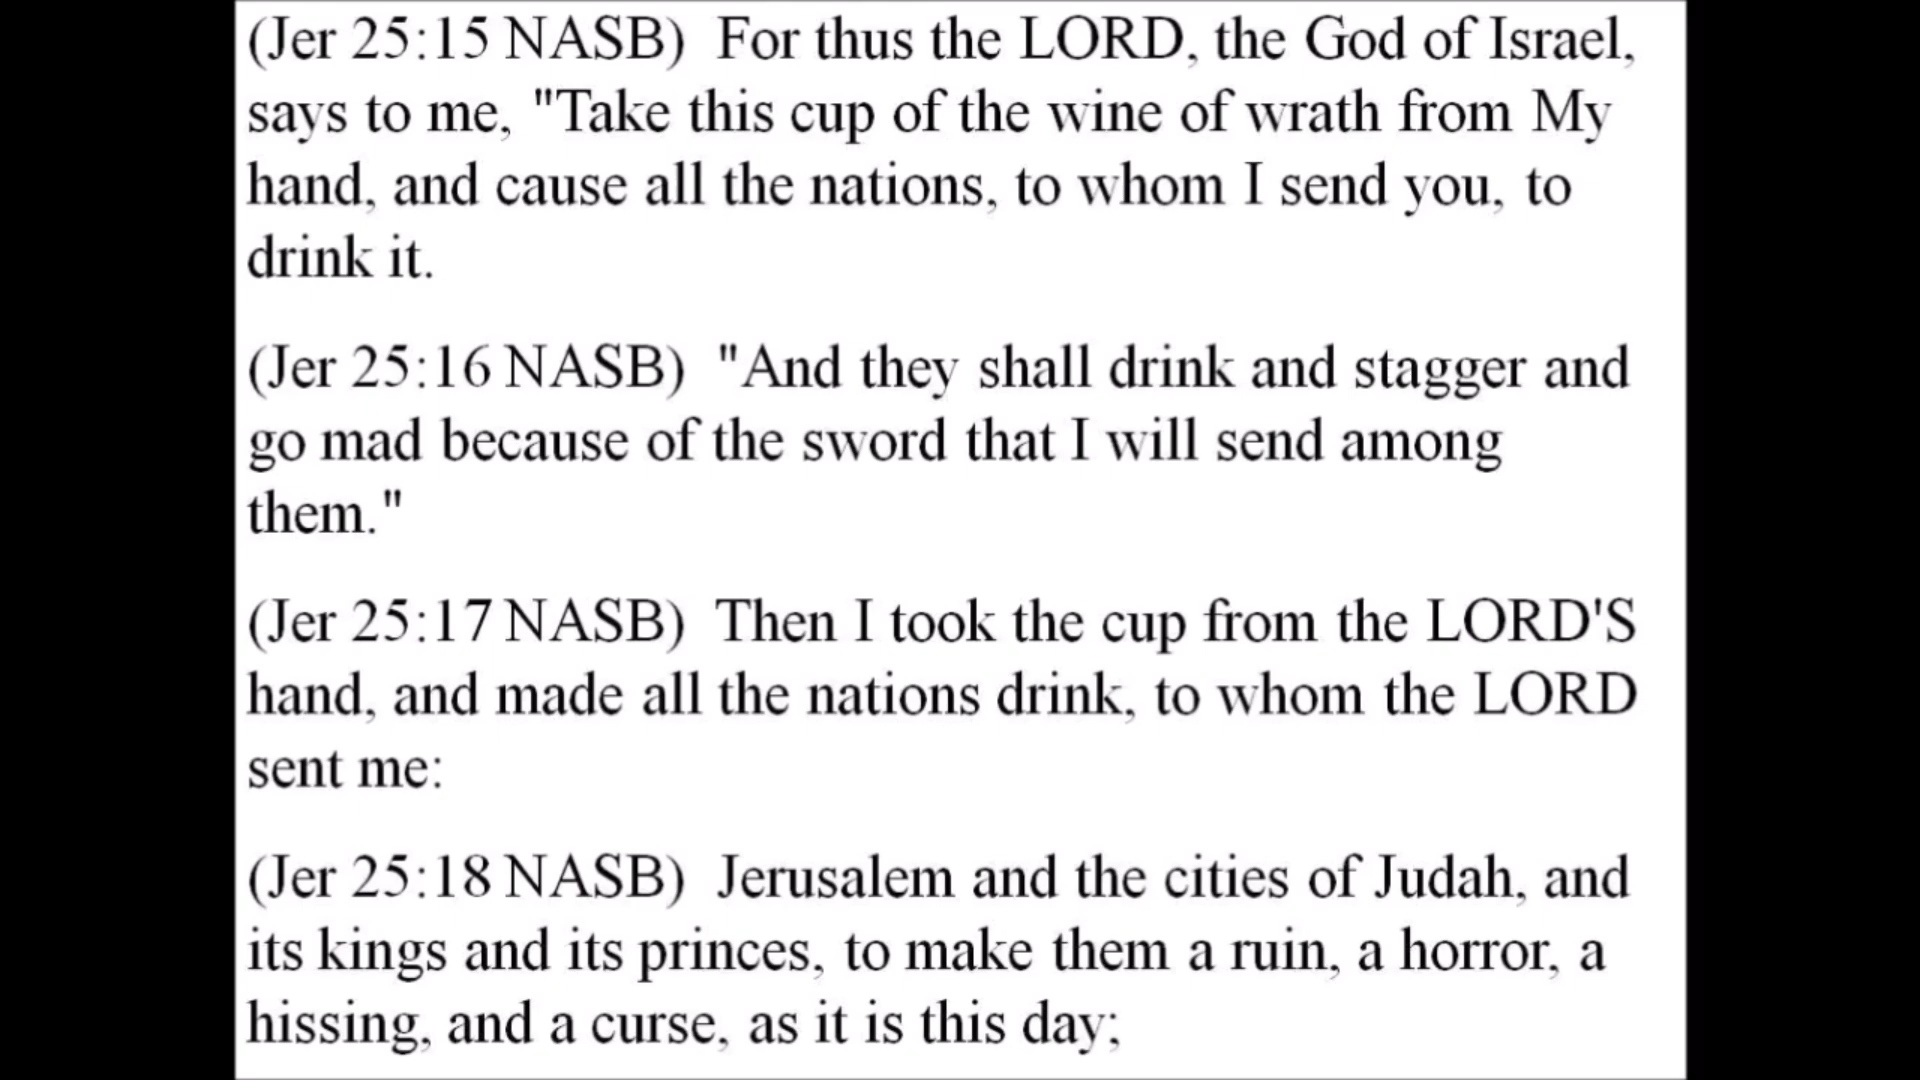 (Jer 25:15 NASB)  For thus the LORD, the God of Israel,
says to me, "Take this cup of the wine of wrath from My
hand, and cause all the nations, to whom I send you, to
drink it.
(Jer 25:16 NASB)  "And they shall drink and stagger and
go mad because of the sword that I will send among
them."
(Jer 25:17 NASB)  Then I took the cup from the LORD'S
hand, and made all the nations drink, to whom the LORD
sent me:
(Jer 25:18 NASB)  Jerusalem and the cities of Judah, and
its kings and its princes, to make them a ruin, a horror, a
hissing, and a curse, as it is this day;